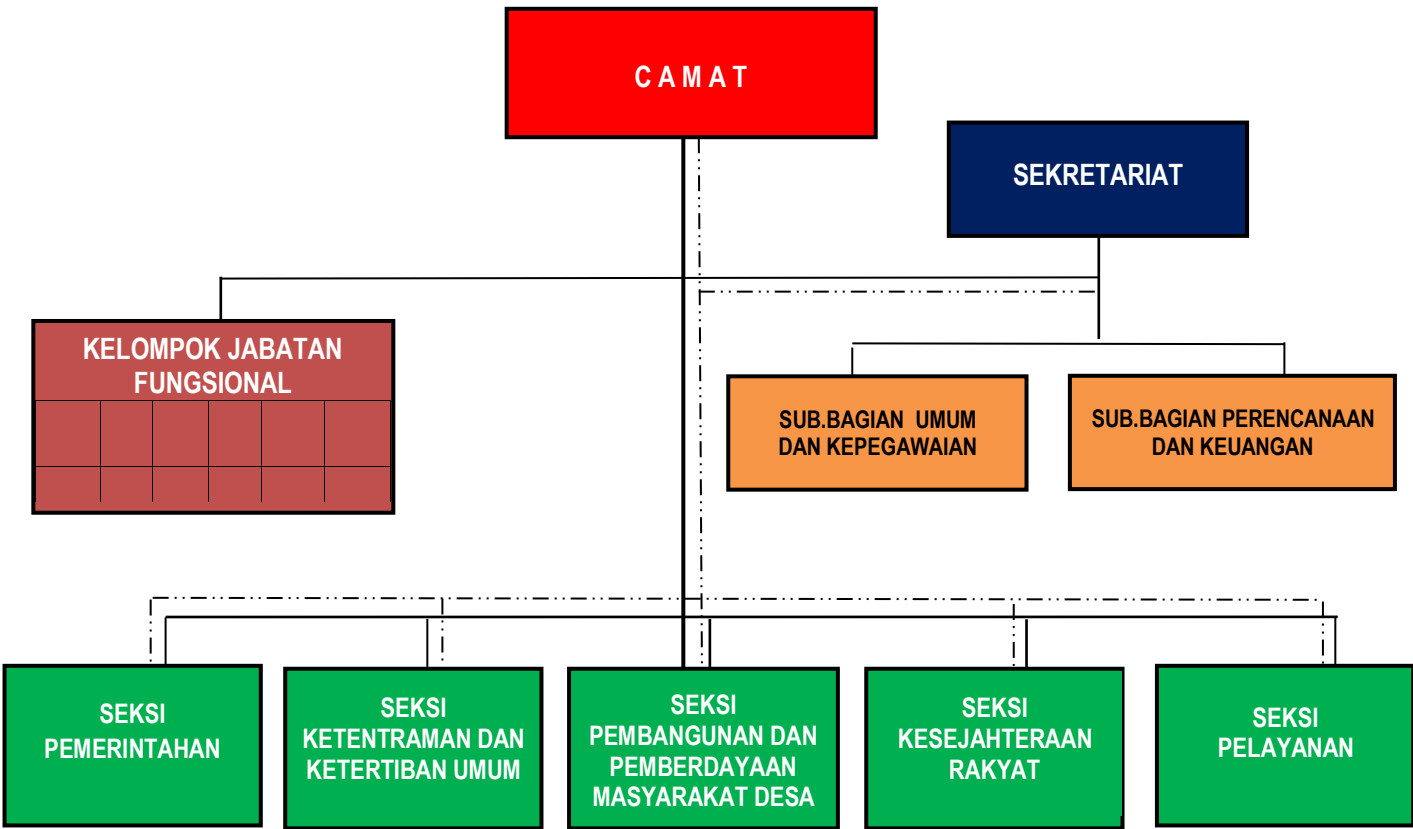 C A M A T
SEKRETARIAT
KELOMPOK JABATAN
FUNGSIONAL
SUB.BAGIAN UMUM
DAN KEPEGAWAIAN
SUB.BAGIAN PERENCANAAN
DAN KEUANGAN
SEKSI
PEMERINTAHAN
SEKSI
KETENTRAMAN DAN
KETERTIBAN UMUM
SEKSI
PEMBANGUNAN DAN
PEMBERDAYAAN
MASYARAKAT DESA
SEKSI
KESEJAHTERAAN
RAKYAT
SEKSI
PELAYANAN